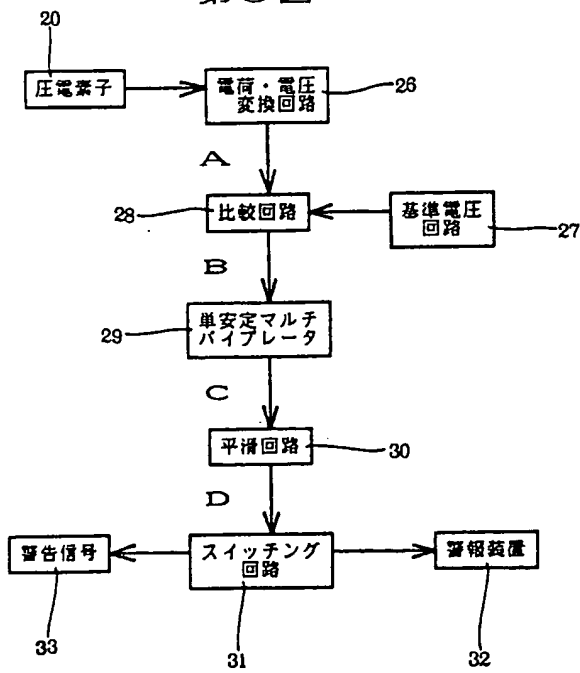 20
圧電素子
電荷・電圧
変換回路
26
A
28
比較回路
基準電圧
回路
27
B
29
単安定マルチ
バイブレータ
C
平滑回路
30
D
警告信号
スイッチング
回路
警報装置
33
31
32